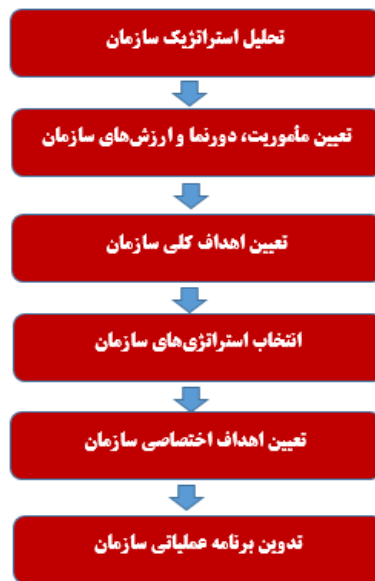 تحلیل استراتژیک سازمان
تعیین مأموریت، دورنما و ارزش‌های سازمان
تعیین اهداف کلی سازمان
انتخاب استراتژی‌های سازمان
تعیین اهداف اختصاصی سازمان
تدوین برنامه عملیاتی سازمان